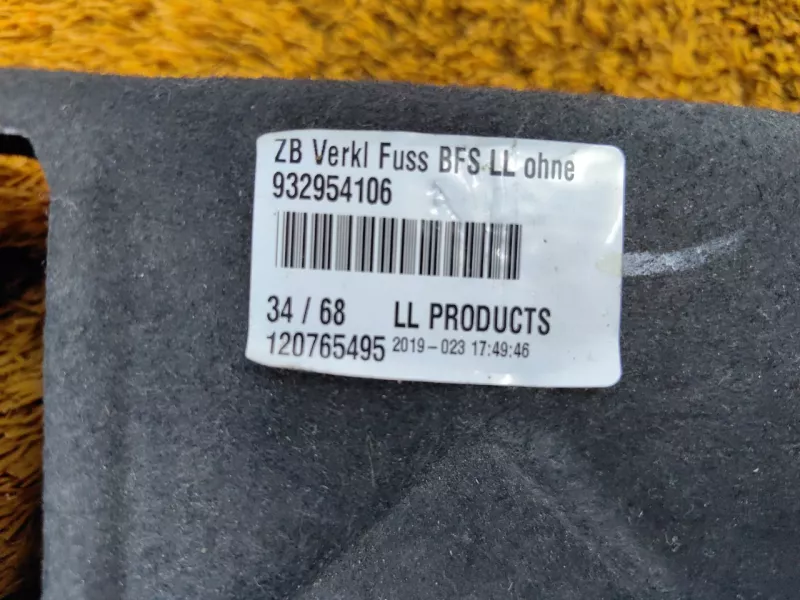 ZB Verkl Fuss BFS LL ohne
932954106
34 / 68 LL PRODUCTS
120765495 2019-023 17:49:46